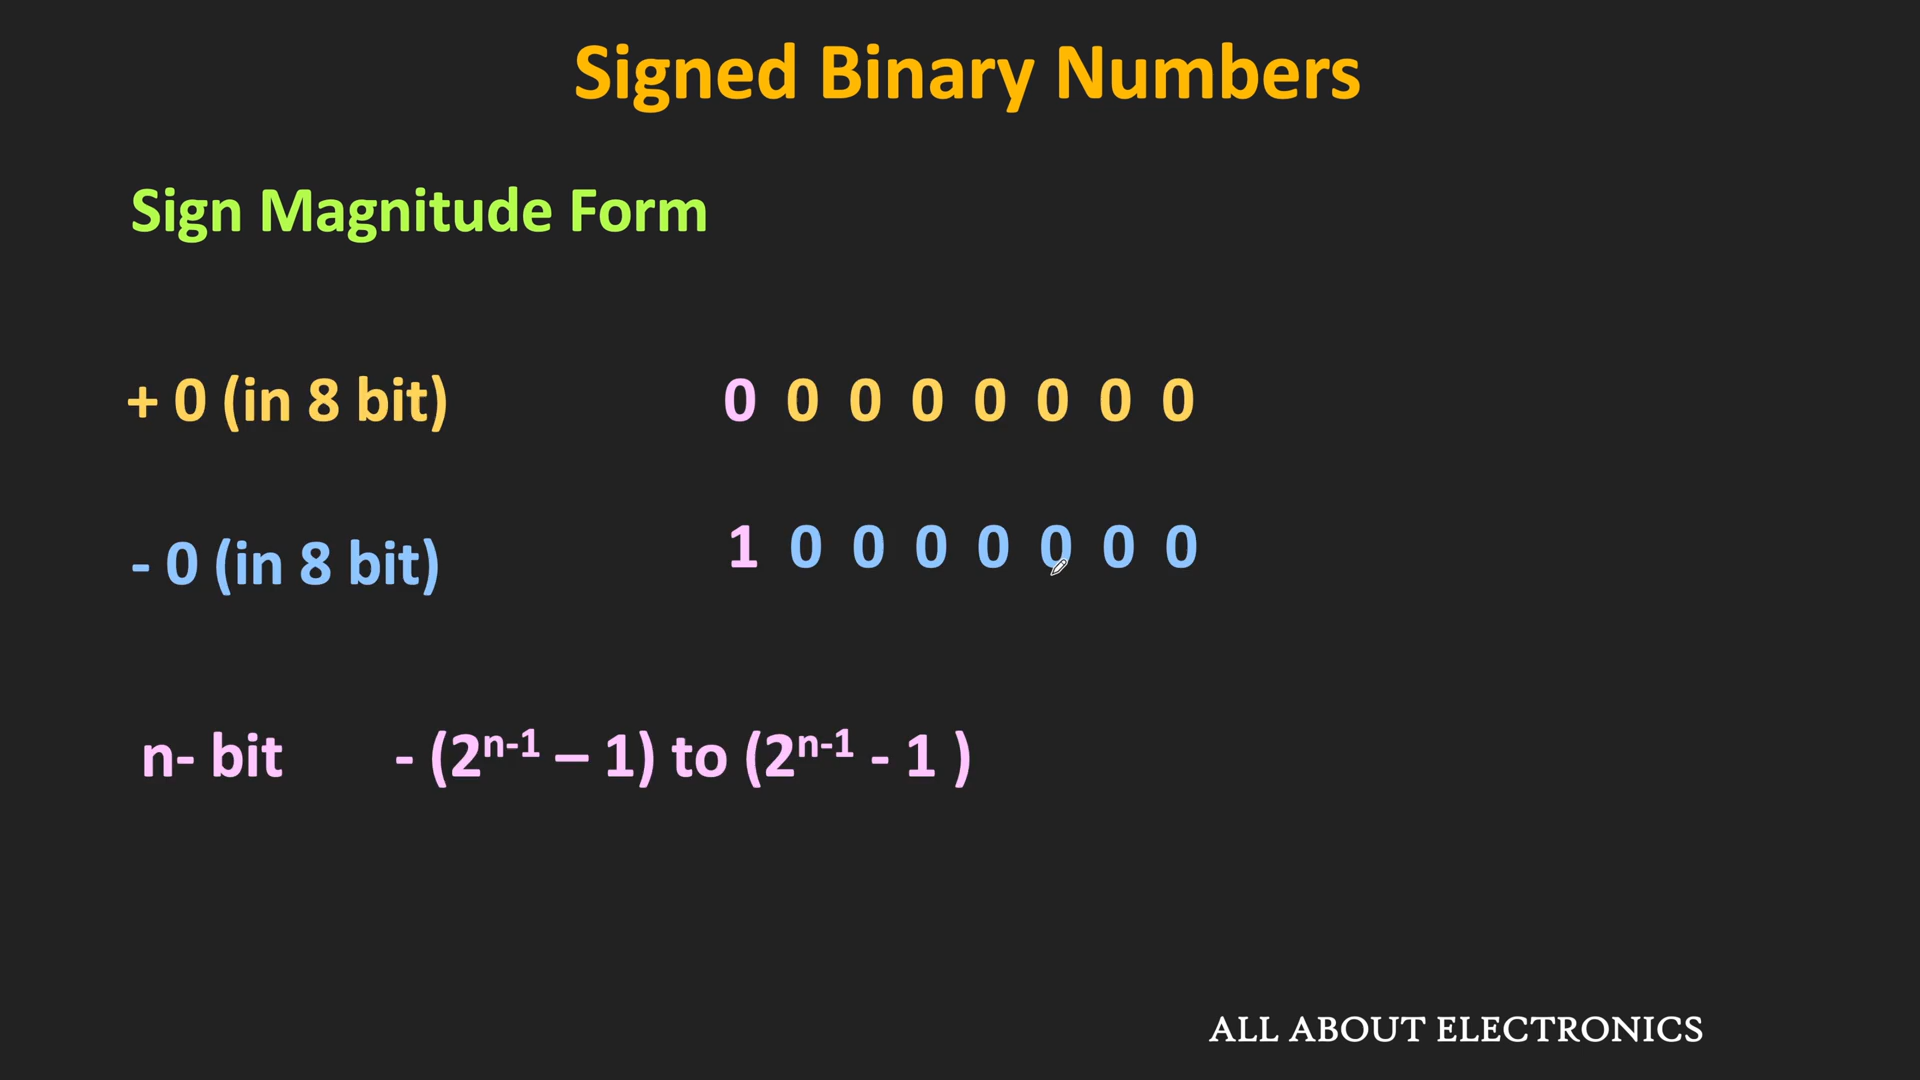 Signed Binary Numbers
Sign Magnitude Form
+ 0 (in 8 bit) 0 0 0 0 0 0 0 0
- 0 (in 8 bit) 1 0 0 0 0 0 0 0
n- bit - (2ⁿ⁻¹ – 1) to (2ⁿ⁻¹ - 1 )
ALL ABOUT ELECTRONICS